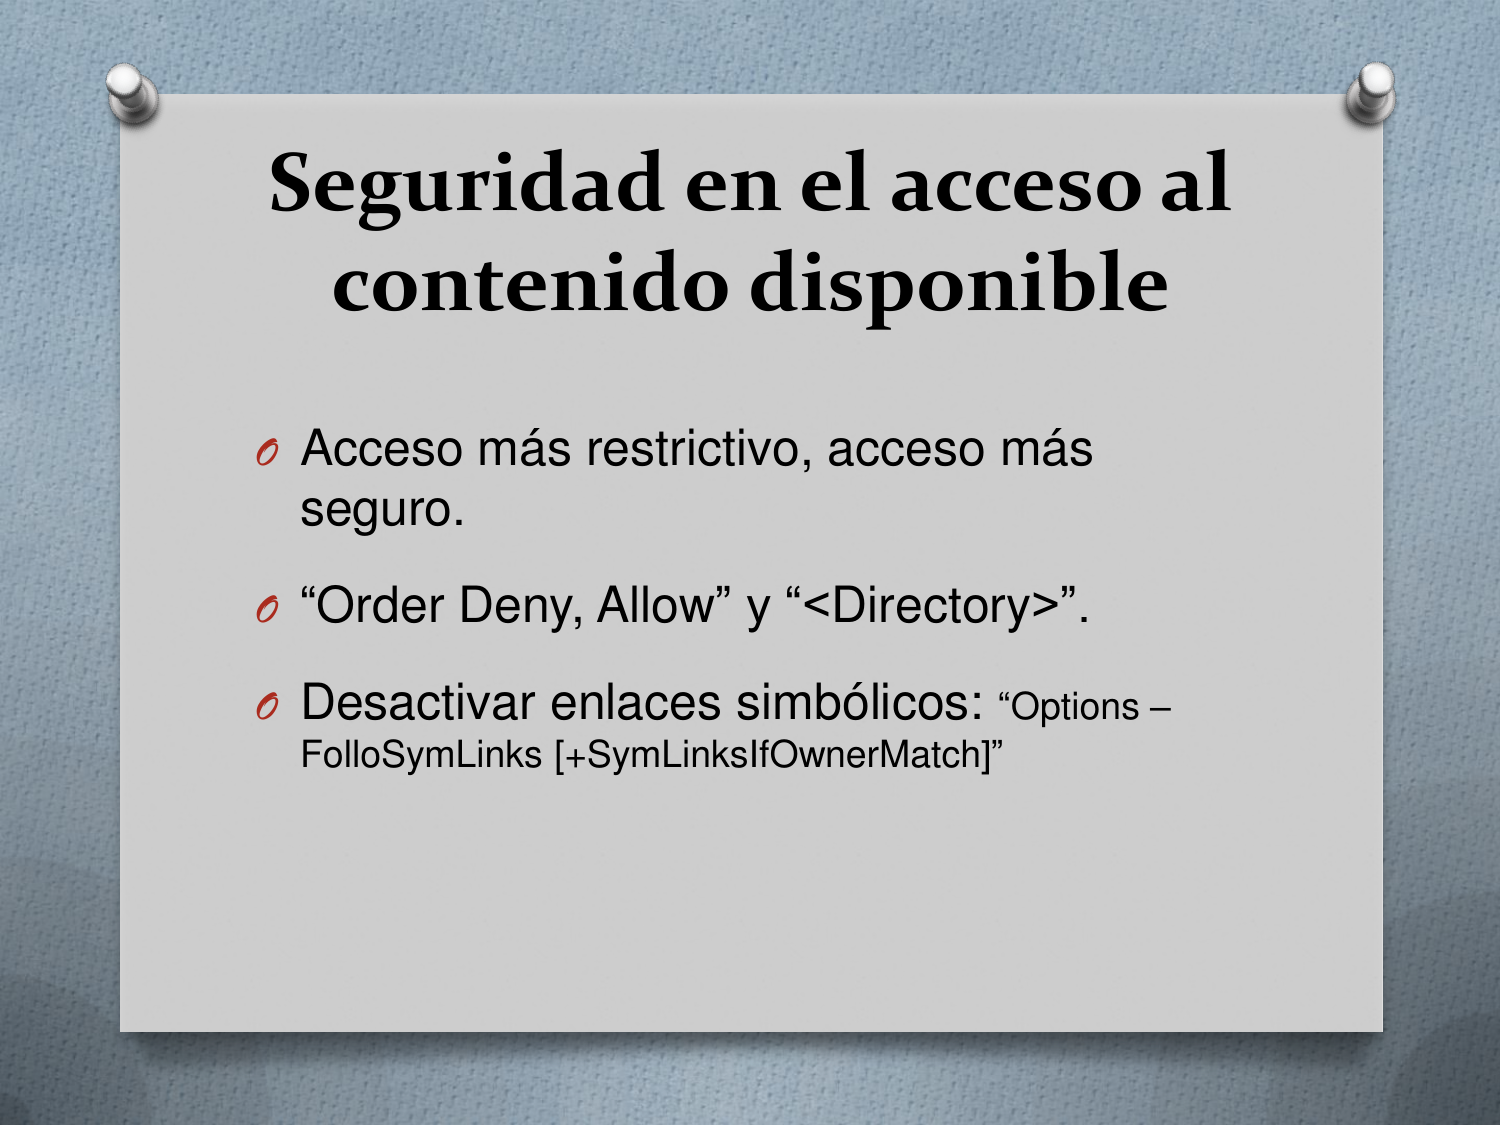 Seguridad en el acceso al
contenido disponible
Acceso más restrictivo, acceso más
seguro.
“Order Deny, Allow” y “<Directory>”.
Desactivar enlaces simbólicos: “Options –
FolloSymLinks [+SymLinksIfOwnerMatch]”